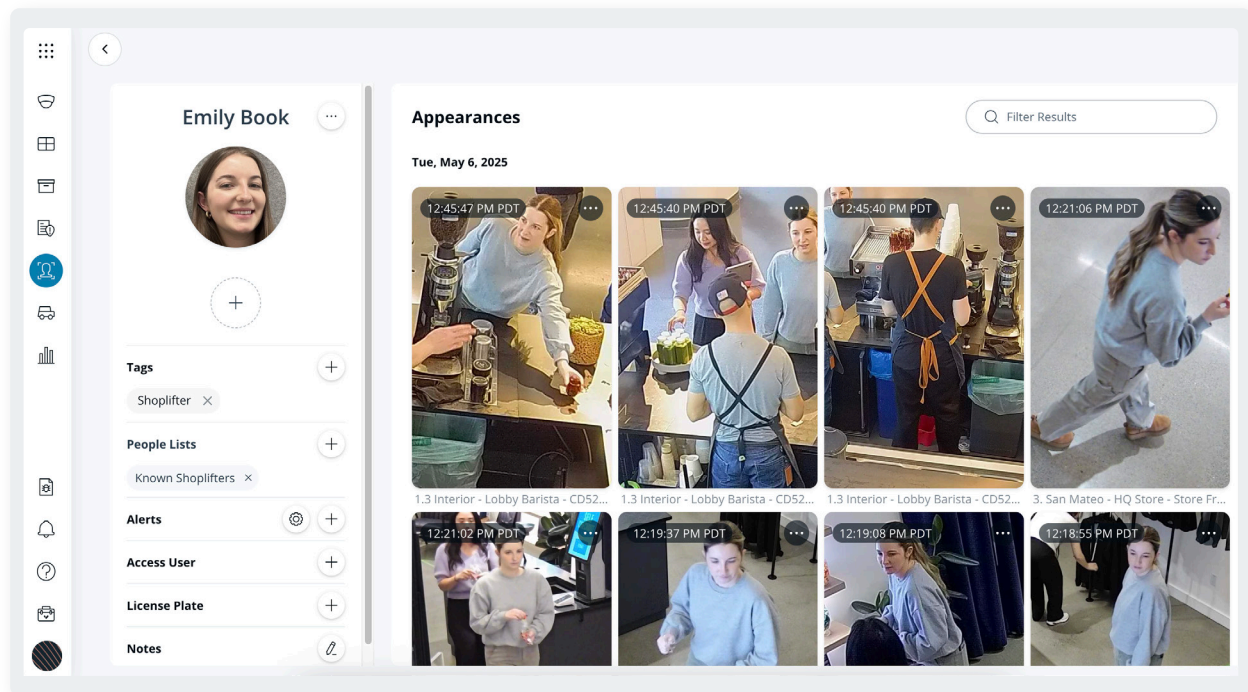 Emily Book
Tags
Shoplifter
People Lists
Known Shoplifters
Alerts
Access User
License Plate
Notes
Appearances
Filter Results
Tue, May 6, 2025
12:45:47 PM PDT
12:45:40 PM PDT
12:45:40 PM PDT
12:21:06 PM PDT
1.3 Interior - Lobby Barista - CD52...
1.3 Interior - Lobby Barista - CD52...
1.3 Interior - Lobby Barista - CD52...
3. San Mateo - HQ Store - Store Fr...
12:21:02 PM PDT
12:19:37 PM PDT
12:19:08 PM PDT
12:18:55 PM PDT